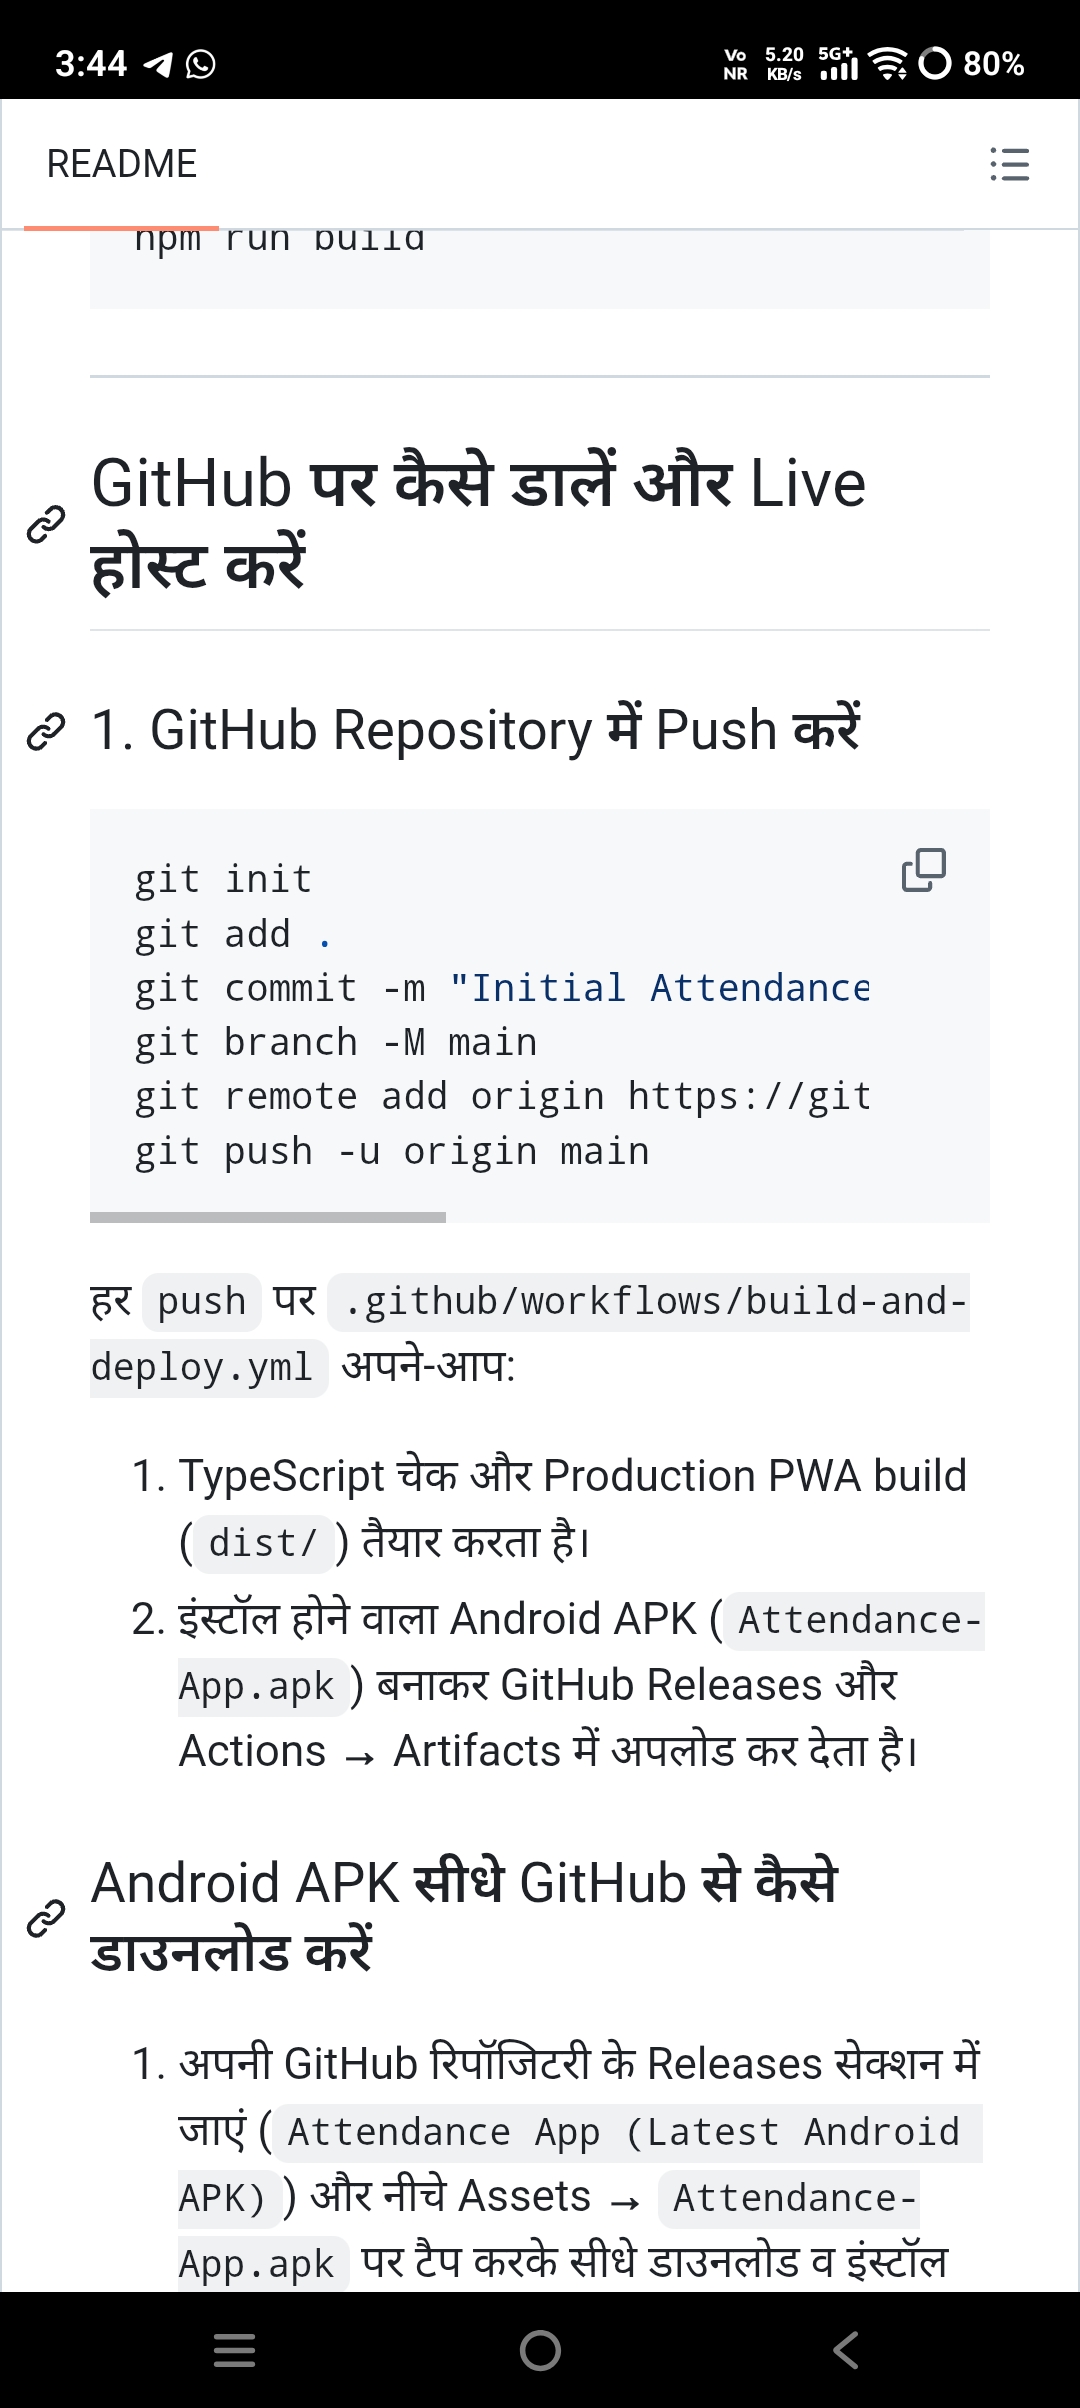 3:44
Vo NR 5.20 KB/s 5G+ 80%
README
npm run build
GitHub पर कैसे डालें और Live
होस्ट करें
1. GitHub Repository में Push करें
git init
git add .
git commit -m "Initial Attendance
git branch -M main
git remote add origin https://git
git push -u origin main
हर push पर .github/workflows/build-and-
deploy.yml अपने-आप:
1. TypeScript चेक और Production PWA build
(dist/) तैयार करता है।
2. इंस्टॉल होने वाला Android APK (Attendance-
App.apk) बनाकर GitHub Releases और
Actions → Artifacts में अपलोड कर देता है।
Android APK सीधे GitHub से कैसे
डाउनलोड करें
1. अपनी GitHub रिपॉजिटरी के Releases सेक्शन में
जाएं (Attendance App (Latest Android
APK)) और नीचे Assets → Attendance-
App.apk पर टैप करके सीधे डाउनलोड व इंस्टॉल